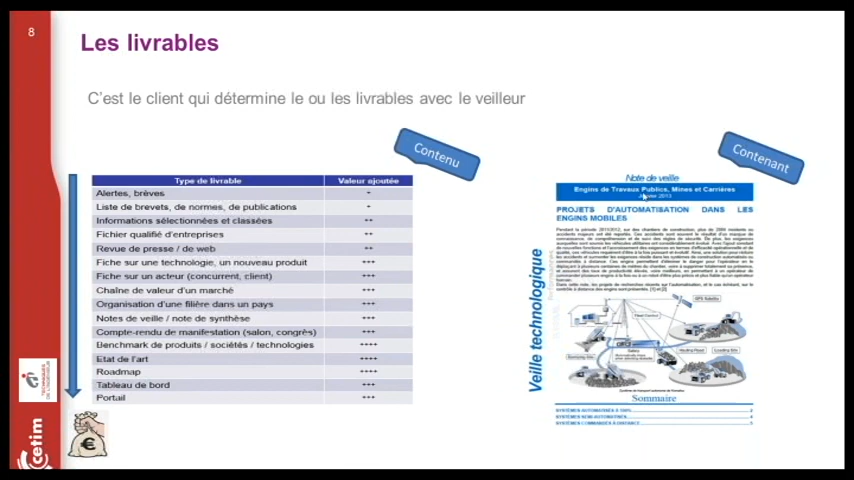 8
Les livrables
C'est le client qui détermine le ou les livrables avec le veilleur
Contenu
Contenant
Type de livrable Valeur ajoutée
Alertes, brèves +
Liste de brevets, de normes, de publications +
Informations sélectionnées et classées ++
Fichier qualifié d'entreprises ++
Revue de presse / de web ++
Fiche sur une technologie, un nouveau produit +++
Fiche sur un acteur (concurrent, client) +++
Chaîne de valeur d'un marché +++
Organisation d'une filière dans un pays +++
Notes de veille / note de synthèse +++
Compte-rendu de manifestation (salon, congrès) +++
Benchmark de produits / sociétés / technologies ++++
Etat de l'art ++++
Roadmap ++++
Tableau de bord +++
Portail +++
€
cetim
TECHNIQUES
DE L'INGENIEUR
Note de veille
Engins de Travaux Publics, Mines et Carrières
2013
PROJETS D'AUTOMATISATION DANS LES
ENGINS MOBILES
Veille technologique
Sommaire